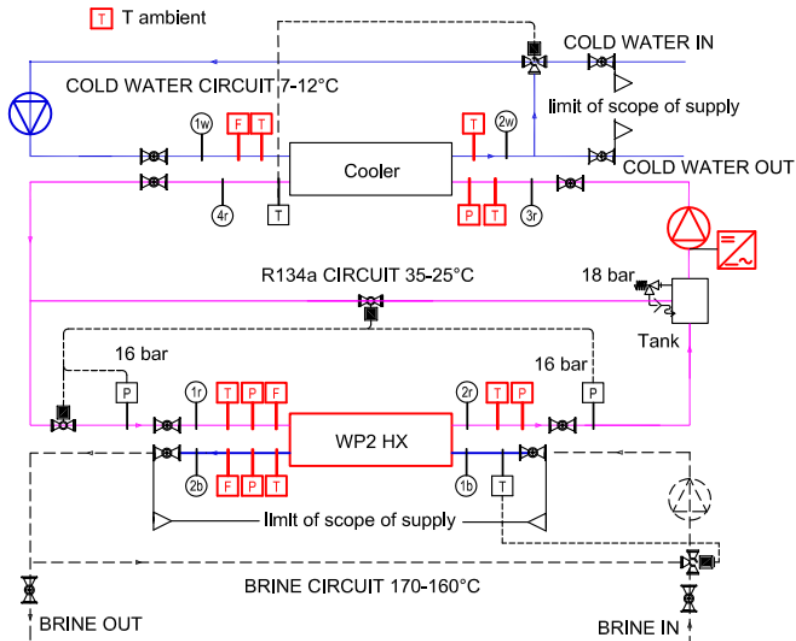 T T ambient
COLD WATER IN
COLD WATER CIRCUIT 7-12°C
limit of scope of supply
1w F T T 2w
Cooler
COLD WATER OUT
4r T P T 3r
R134a CIRCUIT 35-25°C
18 bar
Tank
16 bar 16 bar
P P
1r T P F 2r T P
WP2 HX
2b F P T 1b T
limit of scope of supply
BRINE CIRCUIT 170-160°C
BRINE OUT BRINE IN